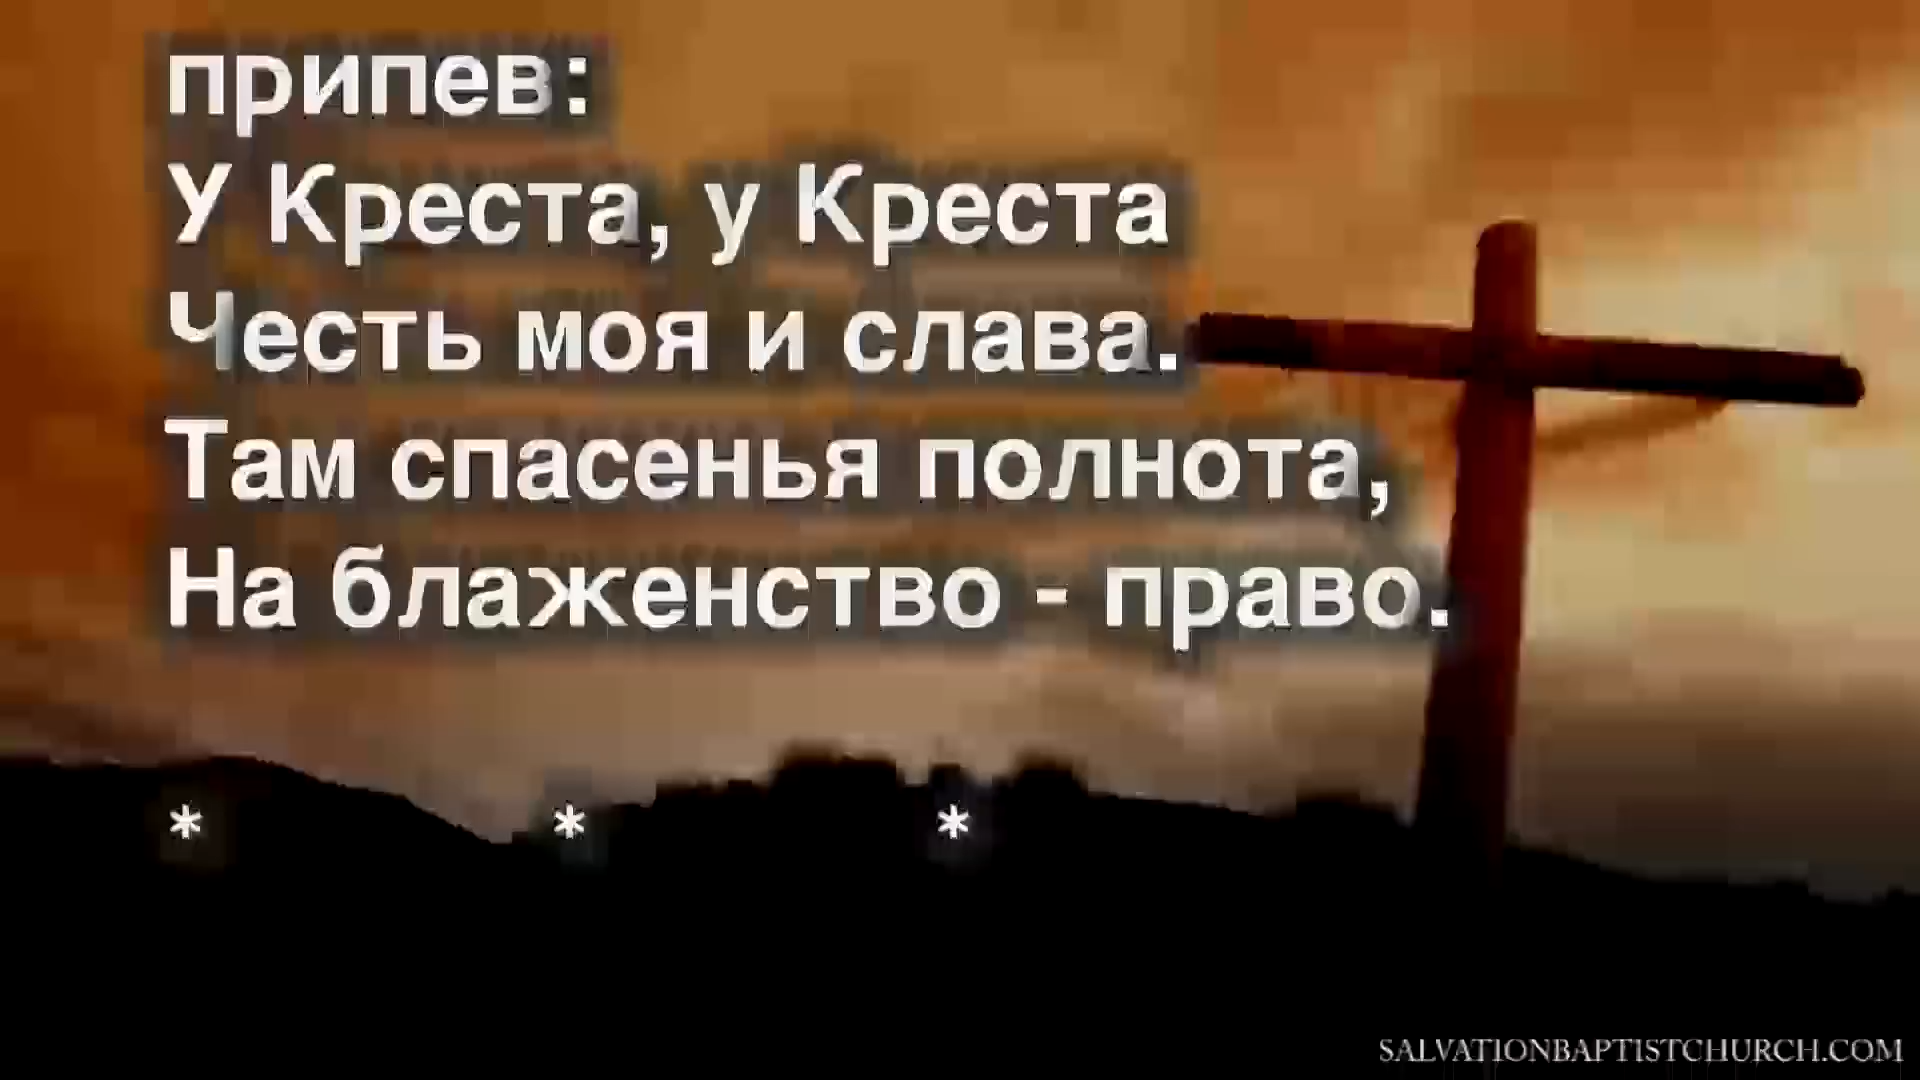 припев:
У Креста, у Креста
Честь моя и слава.
Там спасенья полнота,
На блаженство - право.
* * *
SALVATIONBAPTISTCHURCH.COM